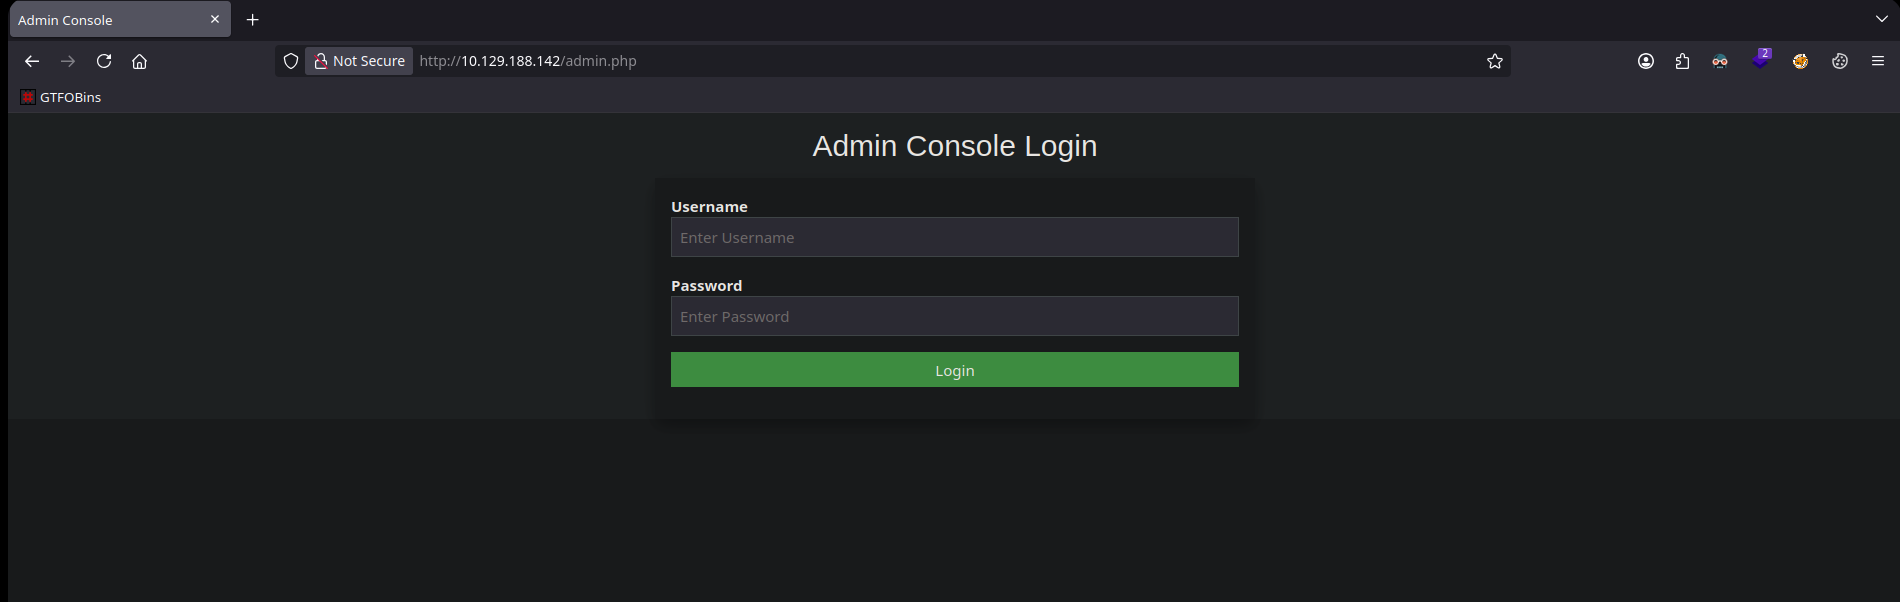 Admin Console
Not Secure http://10.129.188.142/admin.php 2
GTFOBins
Admin Console Login
Username
Enter Username
Password
Enter Password
Login